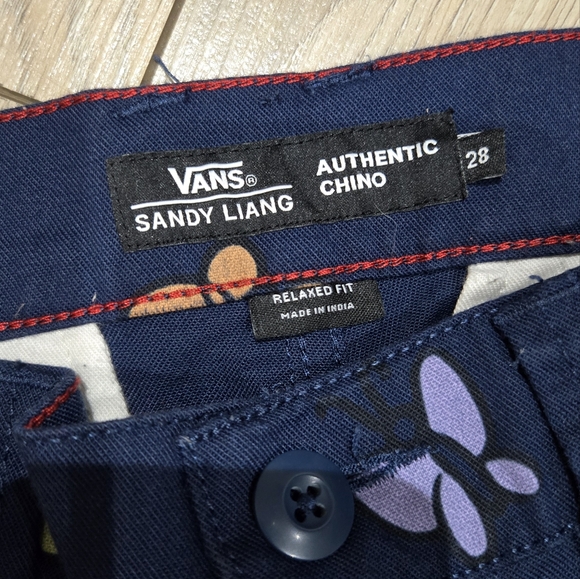 VANS®
SANDY LIANG
AUTHENTIC
CHINO
28
RELAXED FIT
MADE IN INDIA